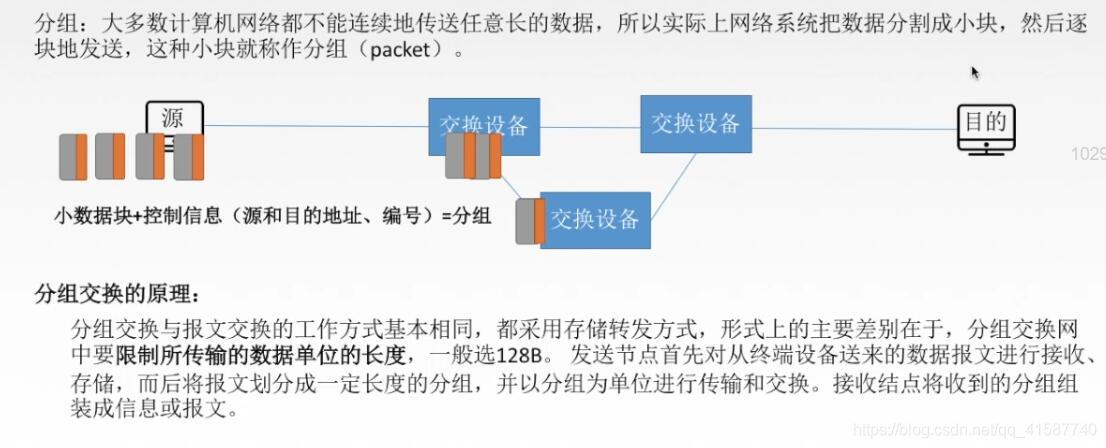 分组：大多数计算机网络都不能连续地传送任意长的数据，所以实际上网络系统把数据分割成小块，然后逐
块地发送，这种小块就称作分组（packet）。
源
交换设备
交换设备
目的
1029
小数据块+控制信息（源和目的地址、编号）=分组
交换设备
分组交换的原理：
分组交换与报文交换的工作方式基本相同，都采用存储转发方式，形式上的主要差别在于，分组交换网
中要限制所传输的数据单位的长度，一般选128B。 发送节点首先对从终端设备送来的数据报文进行接收、
存储，而后将报文划分成一定长度的分组，并以分组为单位进行传输和交换。接收结点将收到的分组组
装成信息或报文。
https://blog.csdn.net/qq_41587740